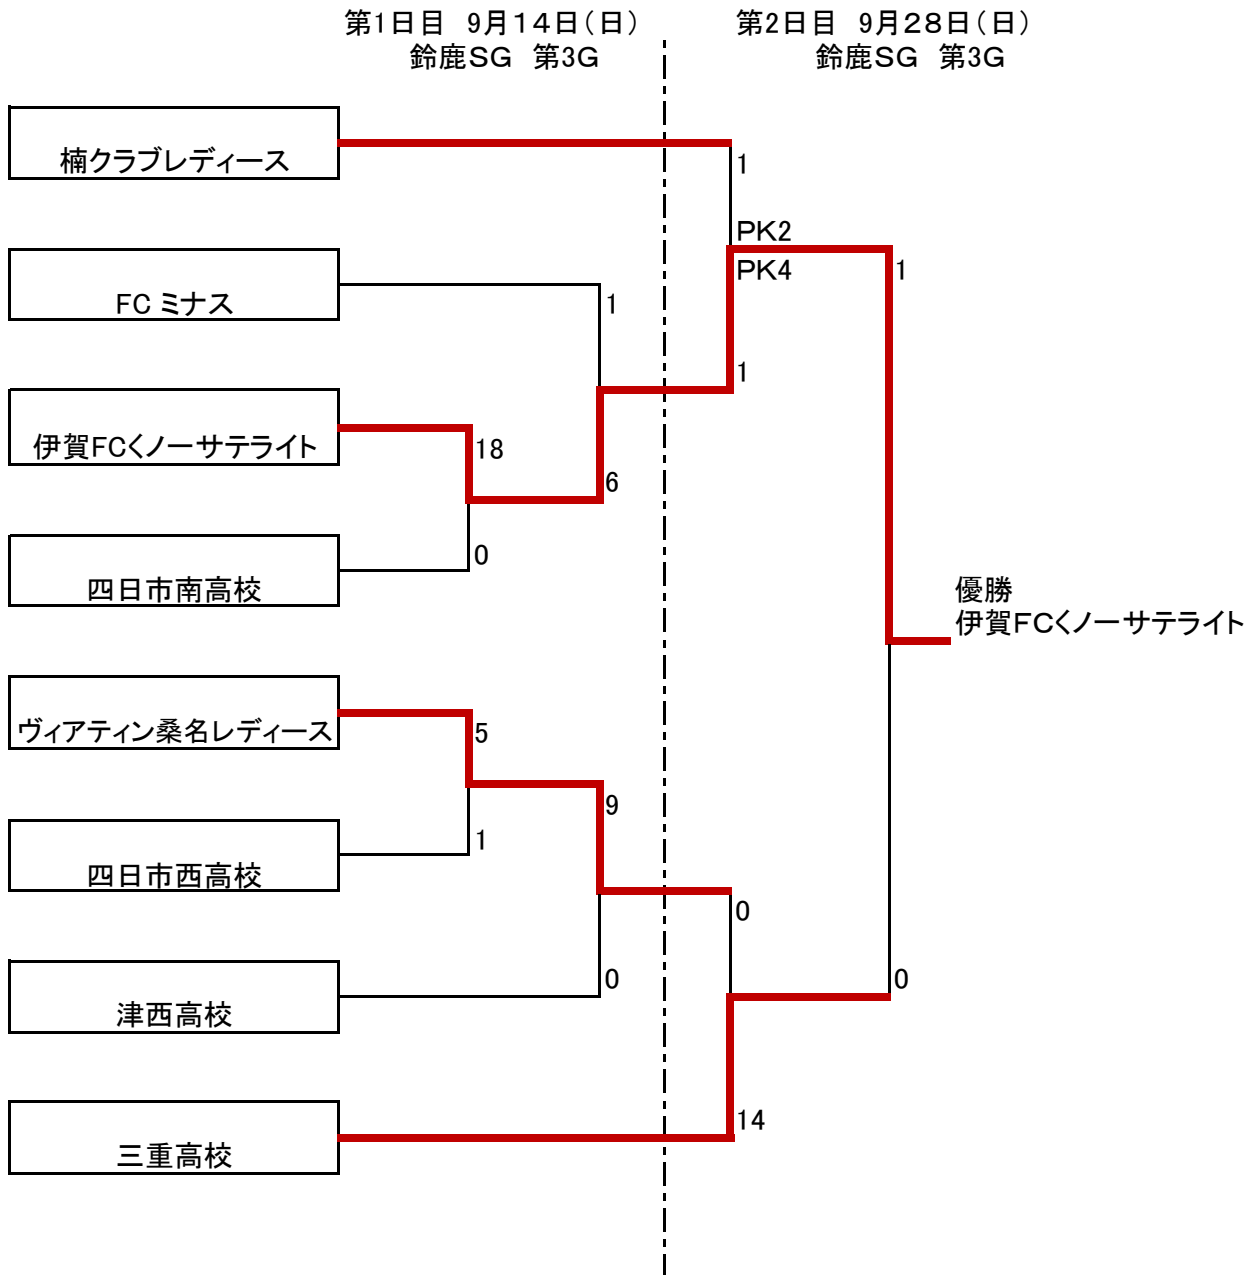 第1日目　9月14日（日）
鈴鹿SG　第3G
第2日目　9月28日（日）
鈴鹿SG　第3G
楠クラブレディース
1
PK2
PK4
1
FC ミナス
1
1
伊賀FCくノーサテライト
18
6
0
四日市南高校
優勝
伊賀FCくノーサテライト
ヴィアティン桑名レディース
5
9
1
四日市西高校
0
0
0
津西高校
14
三重高校